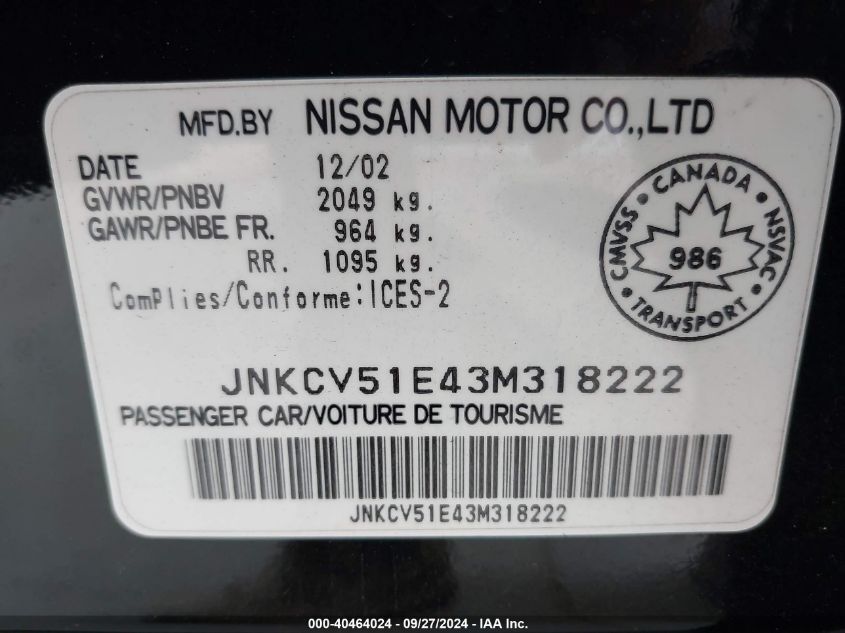 MFD.BY NISSAN MOTOR CO.,LTD
DATE 12/02
GVWR/PNBV 2049 kg.
GAWR/PNBE FR. 964 kg.
RR. 1095 kg.
ComPlies/Conforme:ICES-2
CANADA
CMVSS 986 NSVAC
TRANSPORT
JNKCV51E43M318222
PASSENGER CAR/VOITURE DE TOURISME
JNKCV51E43M318222
000-40464024 - 09/27/2024 - IAA Inc.